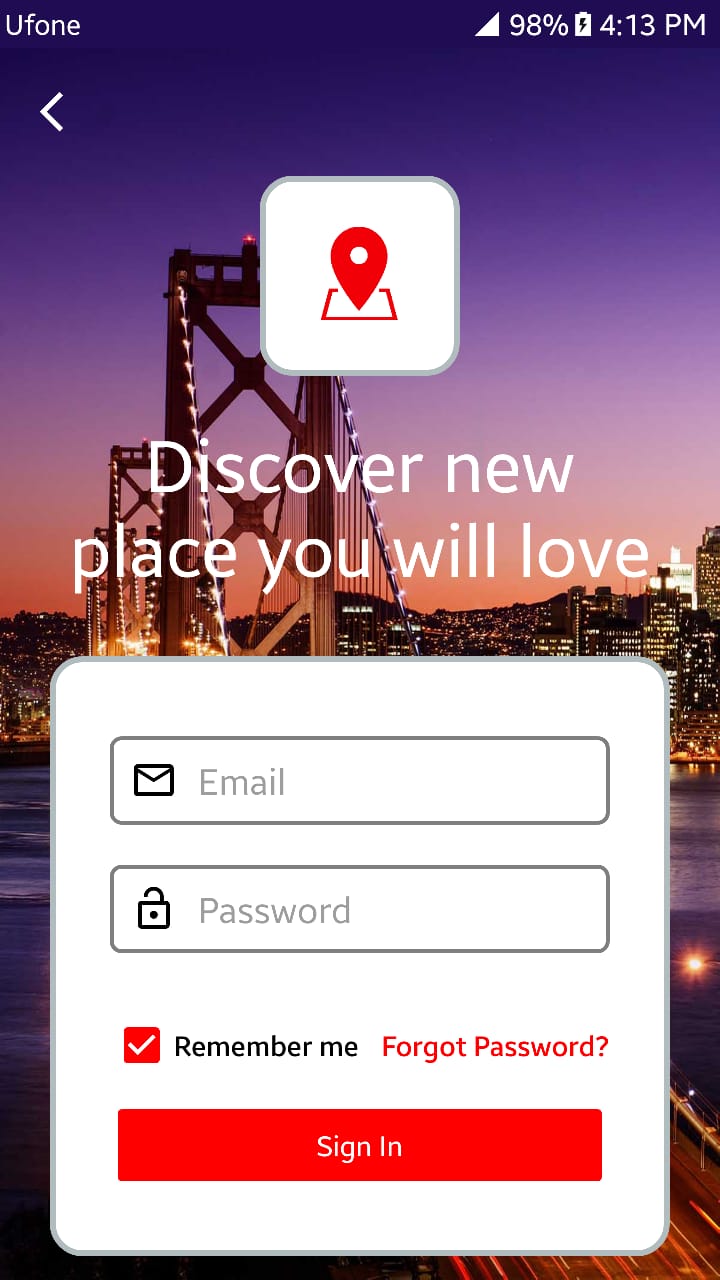 Ufone 98% 4:13 PM
Discover new
place you will love
Email
Password
Remember me Forgot Password?
Sign In